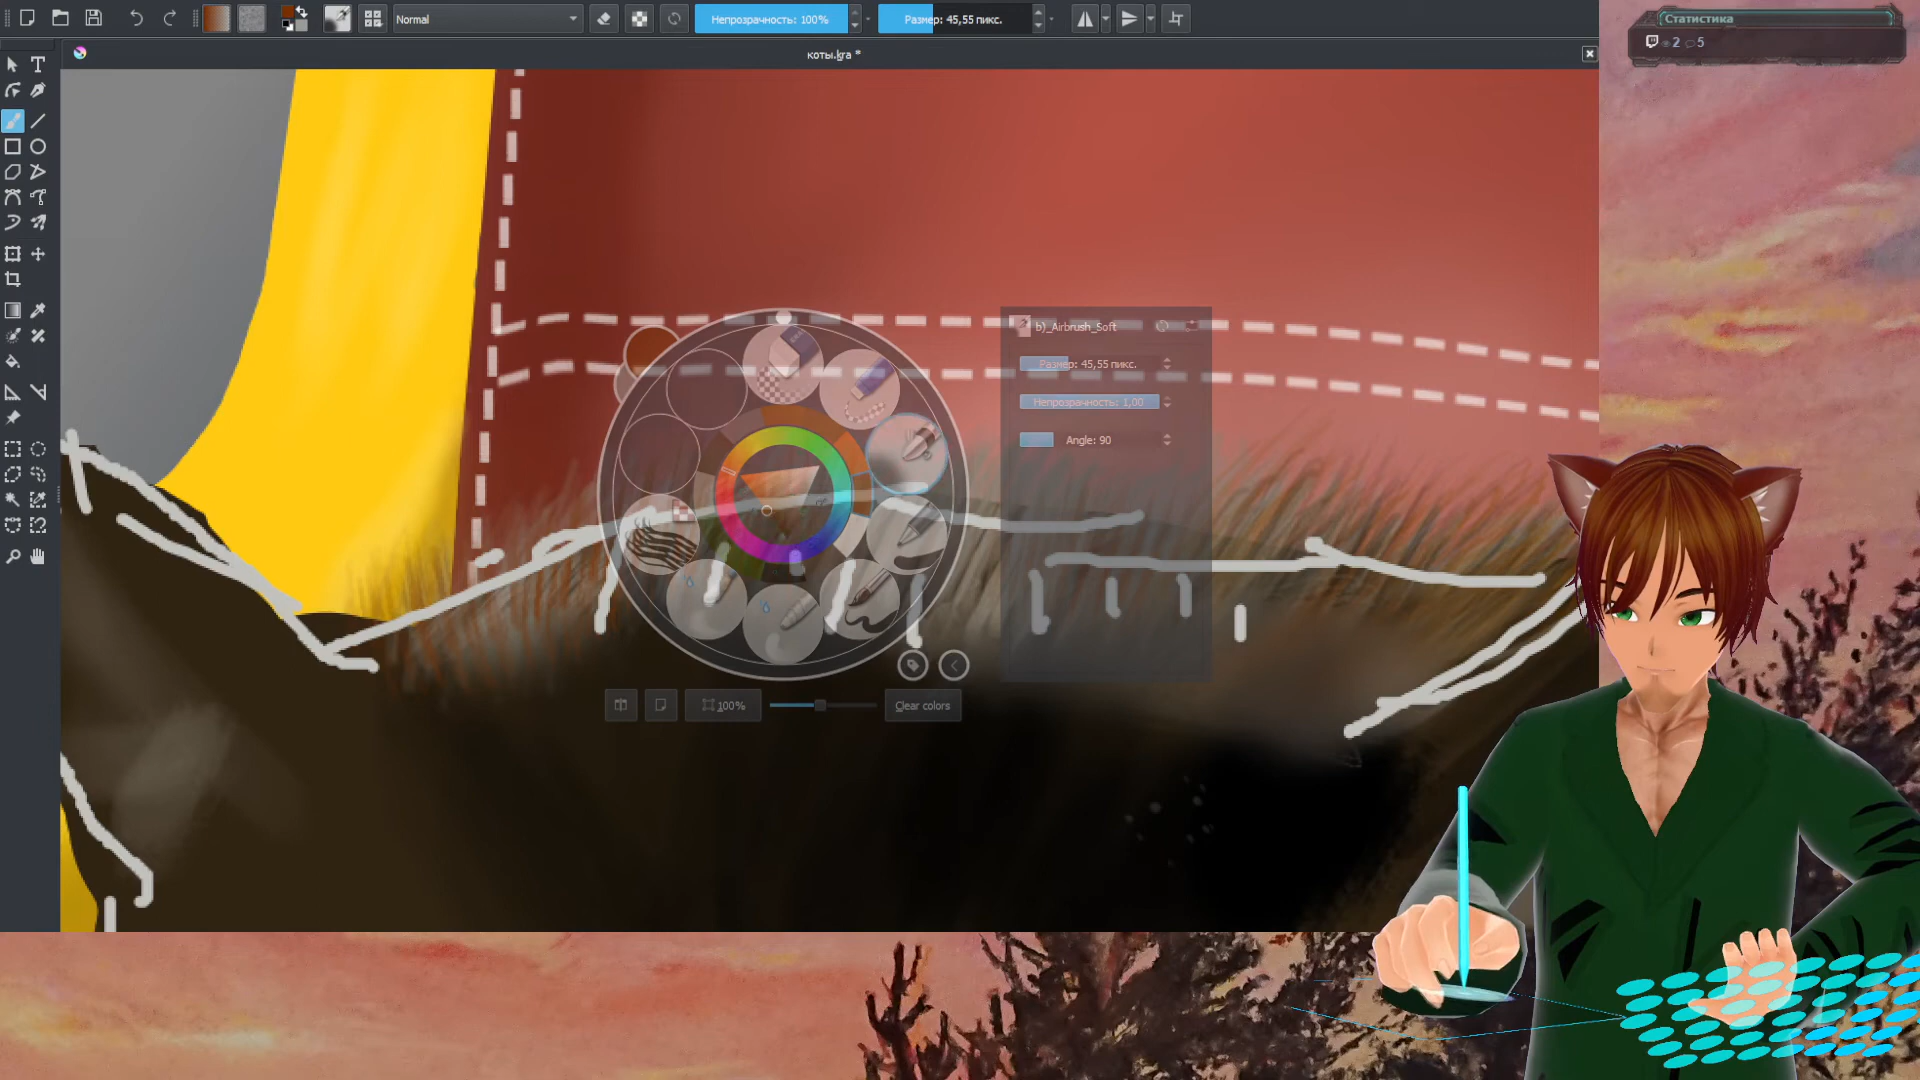 Normal
Непрозрачность: 100%
Размер: 45,55 пикс.
Статистика
2 5
коты.kra *
b)_Airbrush_Soft
Размер: 45,55 пикс.
Непрозрачность: 1,00
Angle: 90
100%
Clear colors